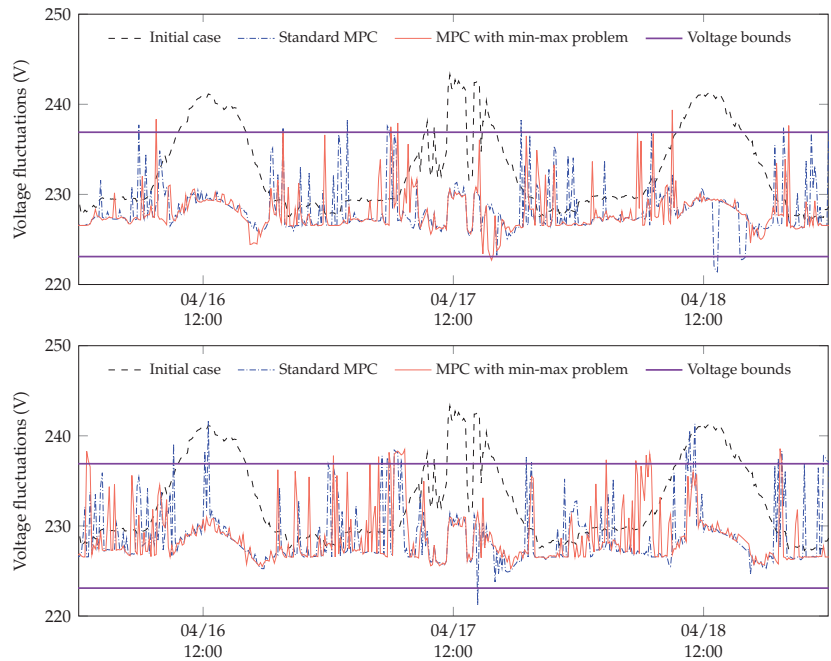 250
Initial case Standard MPC MPC with min-max problem Voltage bounds
240
230
220
Voltage fluctuations (V)
04/16 04/17 04/18
12:00 12:00 12:00
250
Initial case Standard MPC MPC with min-max problem Voltage bounds
240
230
220
Voltage fluctuations (V)
04/16 04/17 04/18
12:00 12:00 12:00